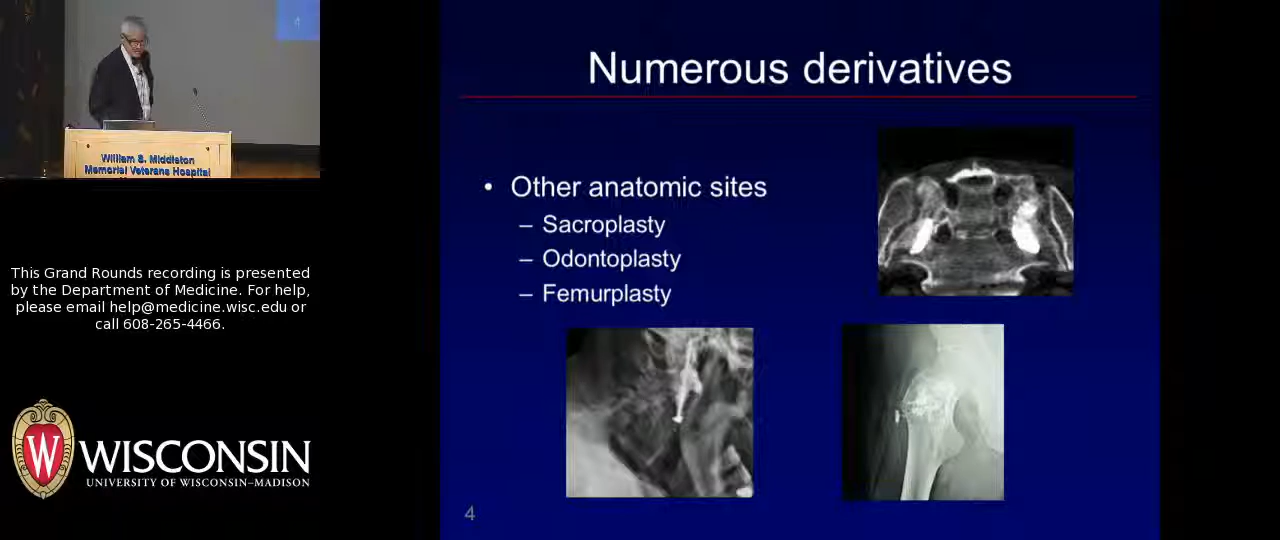 4
William S. Middleton
Memorial Veterans Hospital
This Grand Rounds recording is presented
by the Department of Medicine. For help,
please email help@medicine.wisc.edu or
call 608-265-4466.
W
WISCONSIN
UNIVERSITY OF WISCONSIN–MADISON
Numerous derivatives
• Other anatomic sites
– Sacroplasty
– Odontoplasty
– Femurplasty
4